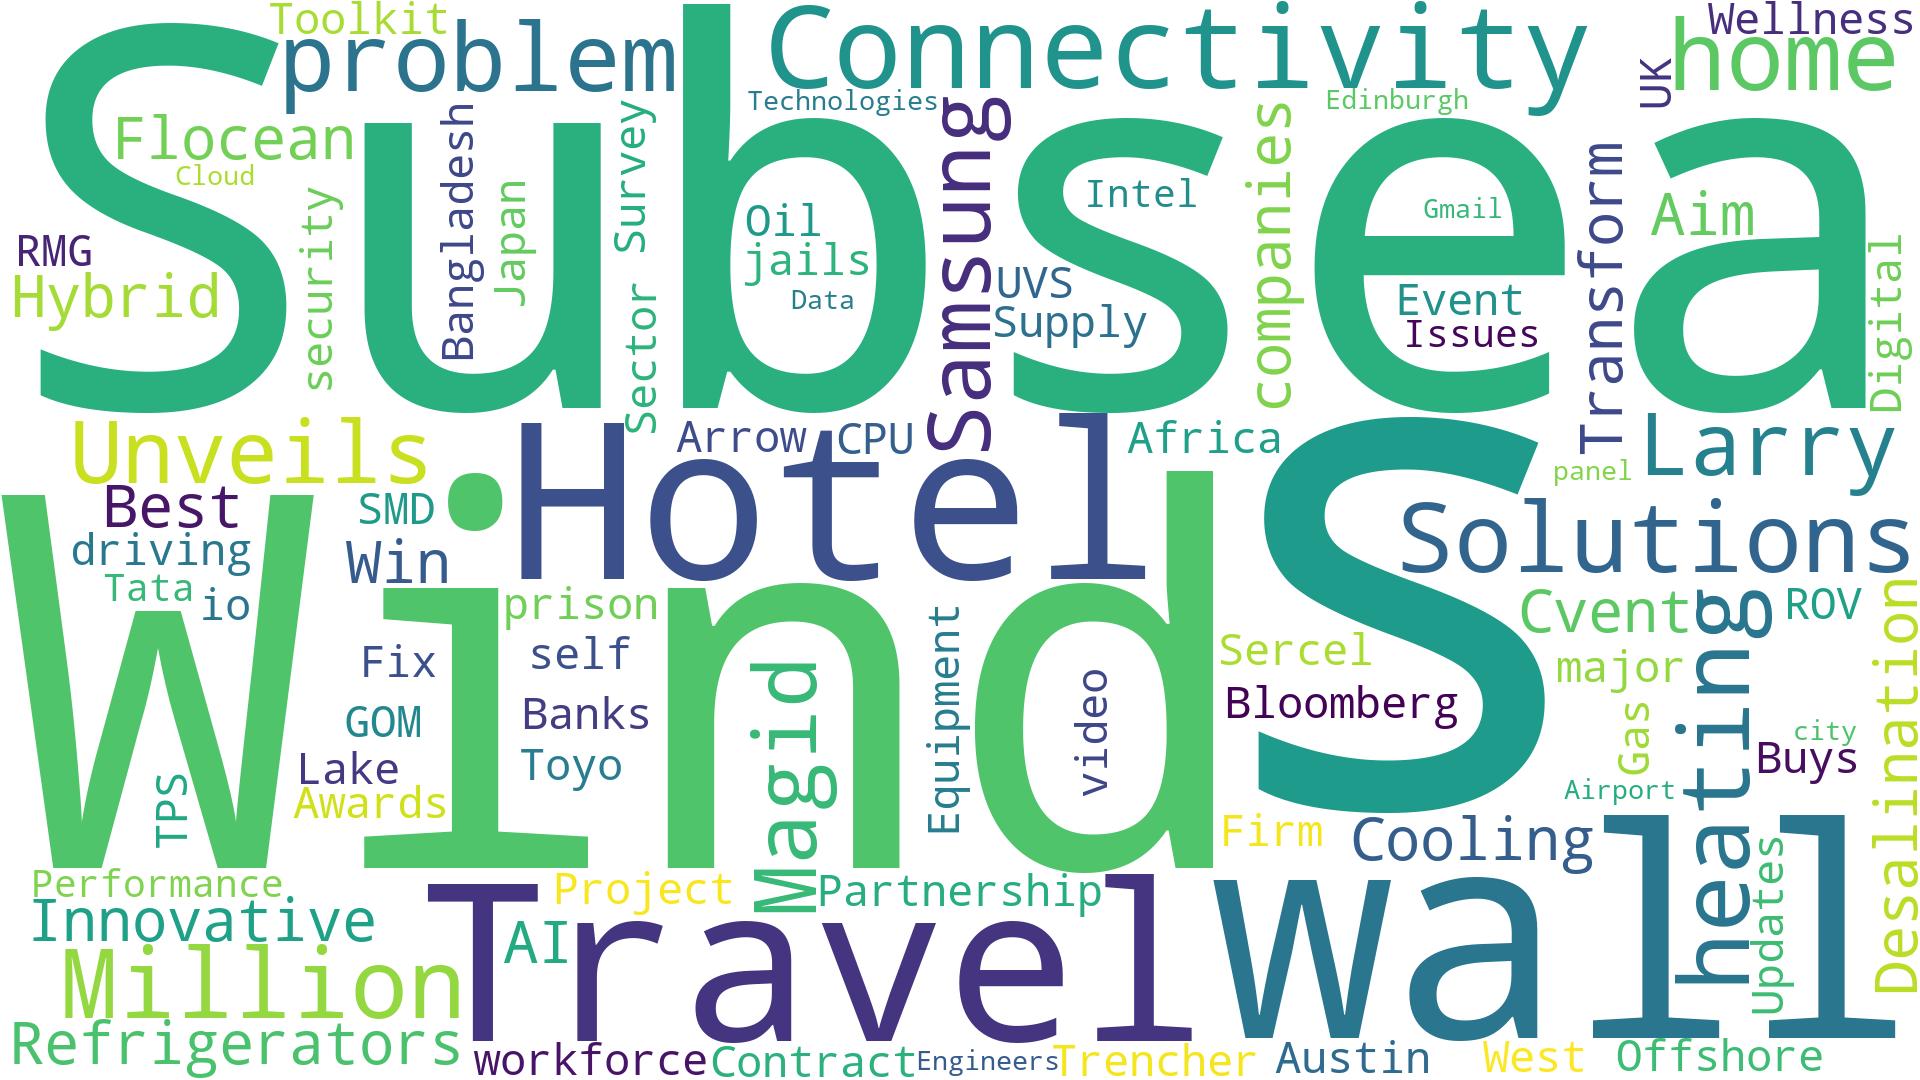 Toolkit
problem
Connectivity
Wellness
home
UK
Technologies
Edinburgh
Subsea
Flocean
Cloud
security
Bangladesh
Japan
Survey
Sector
Oil
jails
Data
Samsung
Intel
UVS
Supply
companies
Gmail
Event
Issues
Transform
Aim
Digital
RMG
Hybrid
Unveils
Best
driving
Tata
io
SMD
Win
Hotel
Arrow
CPU
Africa
S
panel
Larry
Solutions
Wind
prison
self
Fix
Banks
GOM
Toyo
Lake
Awards
TPS
Magid
Equipment
video
Sercel
Bloomberg
Cvent
ROV
major
heating
Desalination
Gas
city
Buys
Airport
Firm
Cooling
Updates
Performance
Innovative
Million
Refrigerators
Project
Partnership
AI
Travel
wall
workforce
Contract
Engineers
Trencher
Austin
West
Offshore